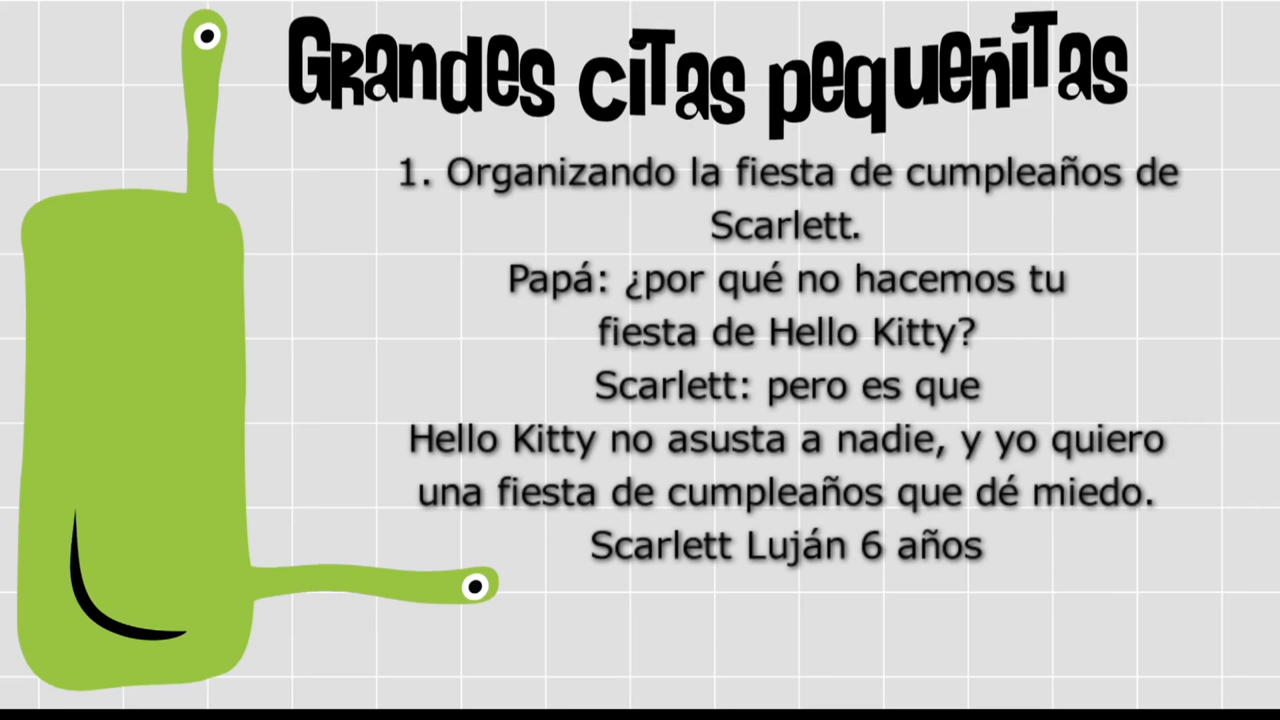 Grandes citas pequeñitas
1. Organizando la fiesta de cumpleaños de
Scarlett.
Papá: ¿por qué no hacemos tu
fiesta de Hello Kitty?
Scarlett: pero es que
Hello Kitty no asusta a nadie, y yo quiero
una fiesta de cumpleaños que dé miedo.
Scarlett Luján 6 años